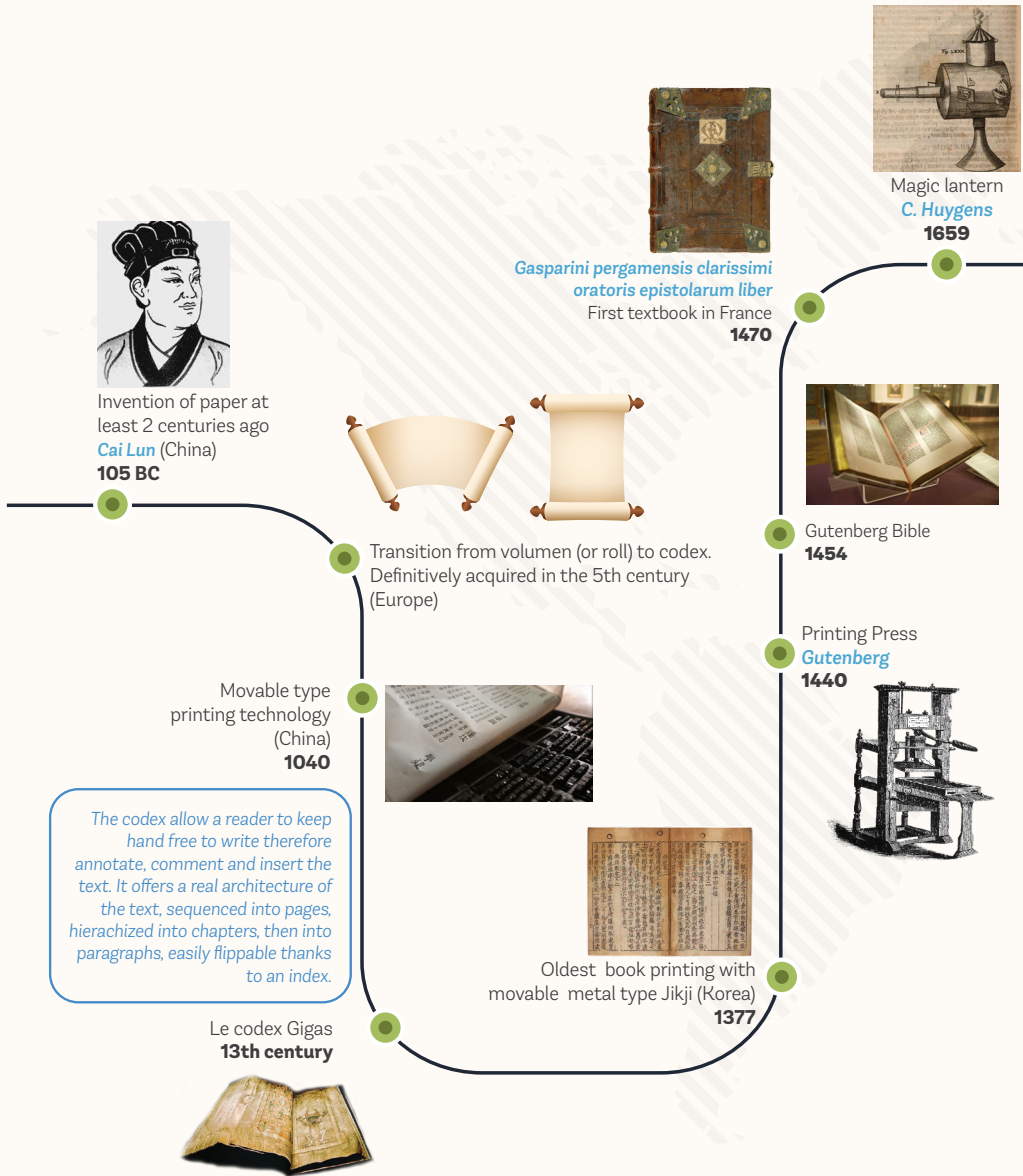 Invention of paper at
least 2 centuries ago
Cai Lun (China)
105 BC
Transition from volumen (or roll) to codex.
Definitively acquired in the 5th century
(Europe)
Movable type
printing technology
(China)
1040
The codex allow a reader to keep
hand free to write therefore
annotate, comment and insert the
text. It offers a real architecture of
the text, sequenced into pages,
hierachized into chapters, then into
paragraphs, easily flippable thanks
to an index.
Le codex Gigas
13th century
Oldest  book printing with
movable  metal type Jikji (Korea)
1377
Printing Press
Gutenberg
1440
Gutenberg Bible
1454
Gasparini pergamensis clarissimi
oratoris epistolarum liber
First textbook in France
1470
Magic lantern
C. Huygens
1659